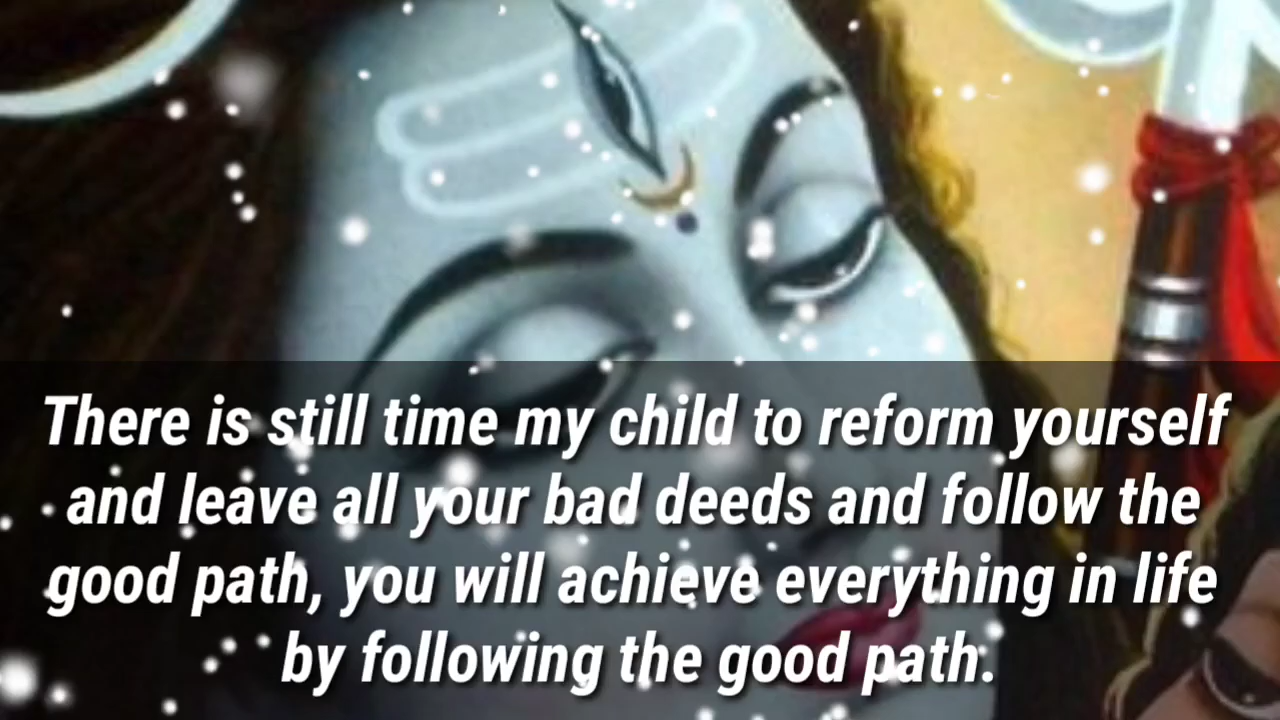 There is still time my child to reform yourself
and leave all your bad deeds and follow the
good path, you will achieve everything in life
by following the good path.